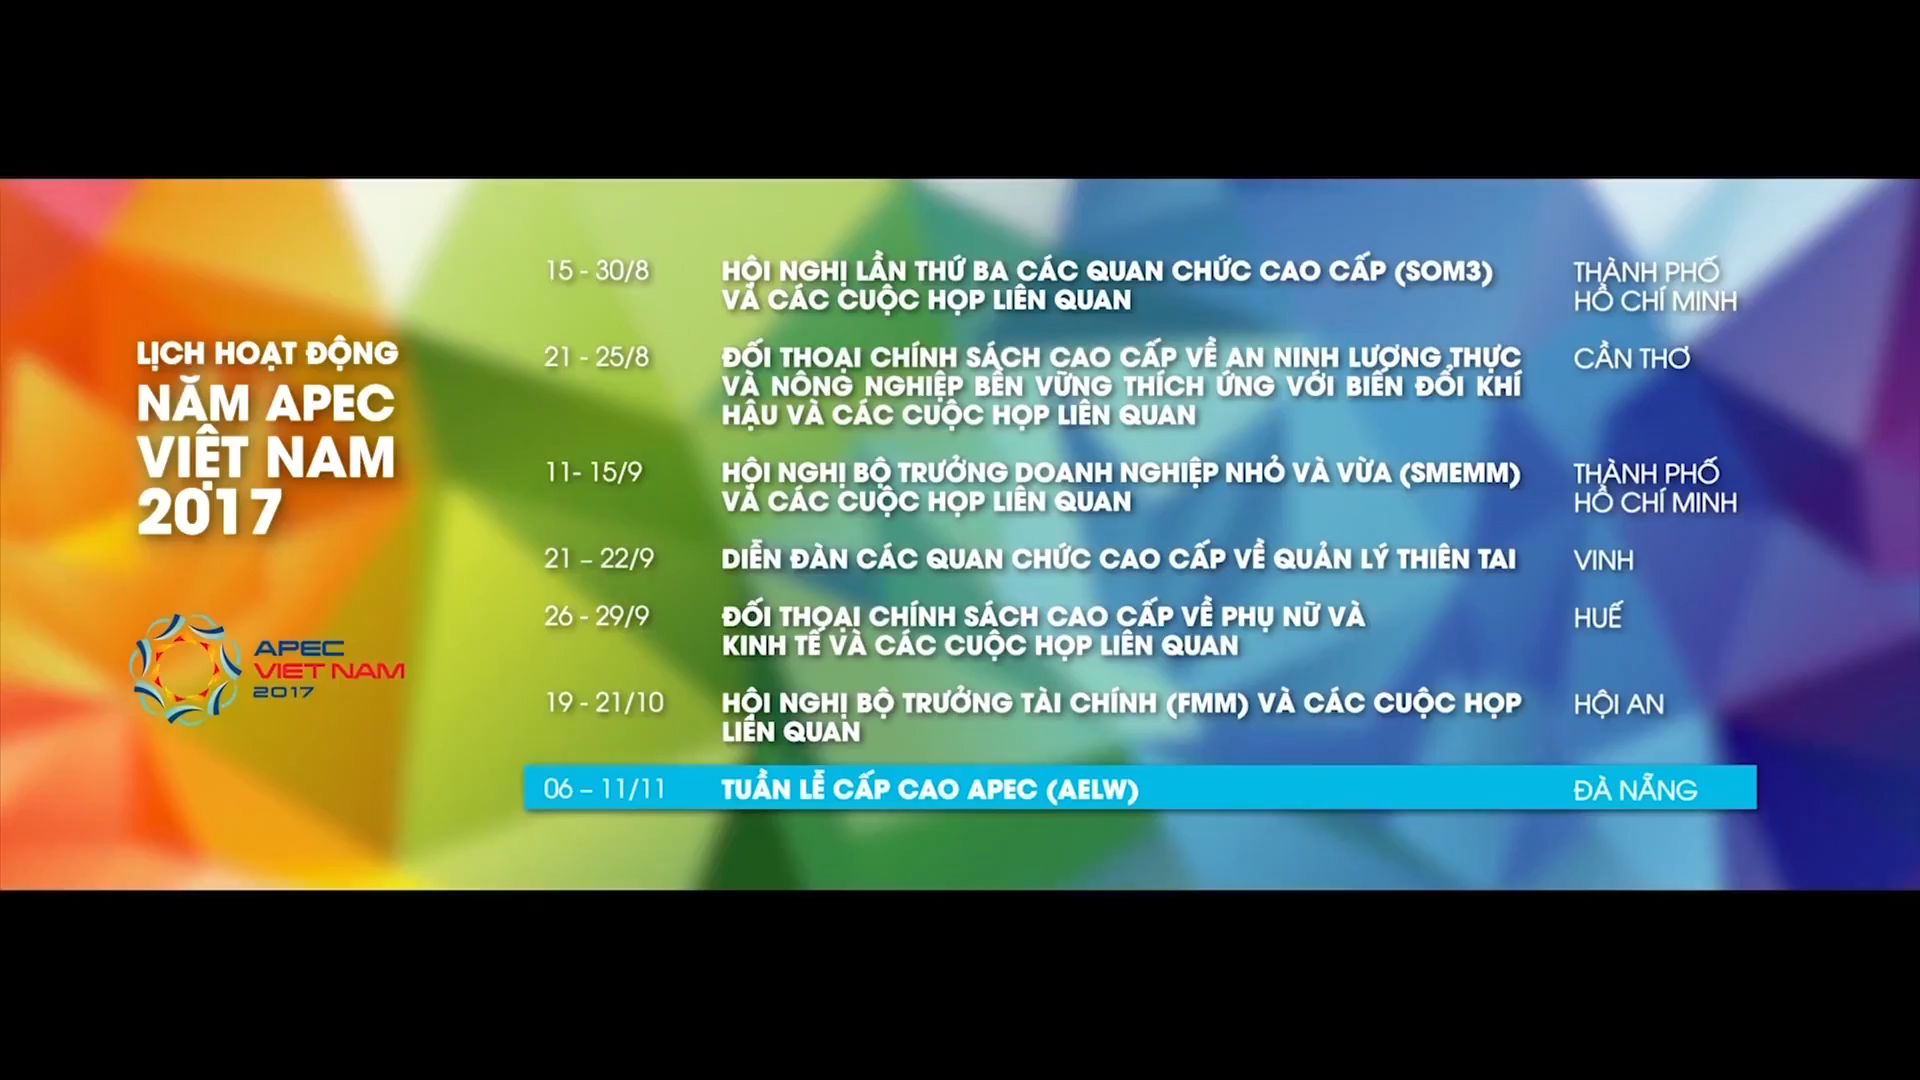 LỊCH HOẠT ĐỘNG
NĂM APEC
VIỆT NAM
2017
APEC
VIET NAM
2017
15 - 30/8
HỘI NGHỊ LẦN THỨ BA CÁC QUAN CHỨC CAO CẤP (SOM3)
VÀ CÁC CUỘC HỌP LIÊN QUAN
THÀNH PHỐ
HỒ CHÍ MINH
21 - 25/8
ĐỐI THOẠI CHÍNH SÁCH CAO CẤP VỀ AN NINH LƯƠNG THỰC
VÀ NÔNG NGHIỆP BỀN VỮNG THÍCH ỨNG VỚI BIẾN ĐỔI KHÍ
HẬU VÀ CÁC CUỘC HỌP LIÊN QUAN
CẦN THƠ
11- 15/9
HỘI NGHỊ BỘ TRƯỞNG DOANH NGHIỆP NHỎ VÀ VỪA (SMEMM)
VÀ CÁC CUỘC HỌP LIÊN QUAN
THÀNH PHỐ
HỒ CHÍ MINH
21 – 22/9
DIỄN ĐÀN CÁC QUAN CHỨC CAO CẤP VỀ QUẢN LÝ THIÊN TAI
VINH
26 - 29/9
ĐỐI THOẠI CHÍNH SÁCH CAO CẤP VỀ PHỤ NỮ VÀ
KINH TẾ VÀ CÁC CUỘC HỌP LIÊN QUAN
HUẾ
19 - 21/10
HỘI NGHỊ BỘ TRƯỞNG TÀI CHÍNH (FMM) VÀ CÁC CUỘC HỌP
LIÊN QUAN
HỘI AN
06 – 11/11
TUẦN LỄ CẤP CAO APEC (AELW)
ĐÀ NẴNG